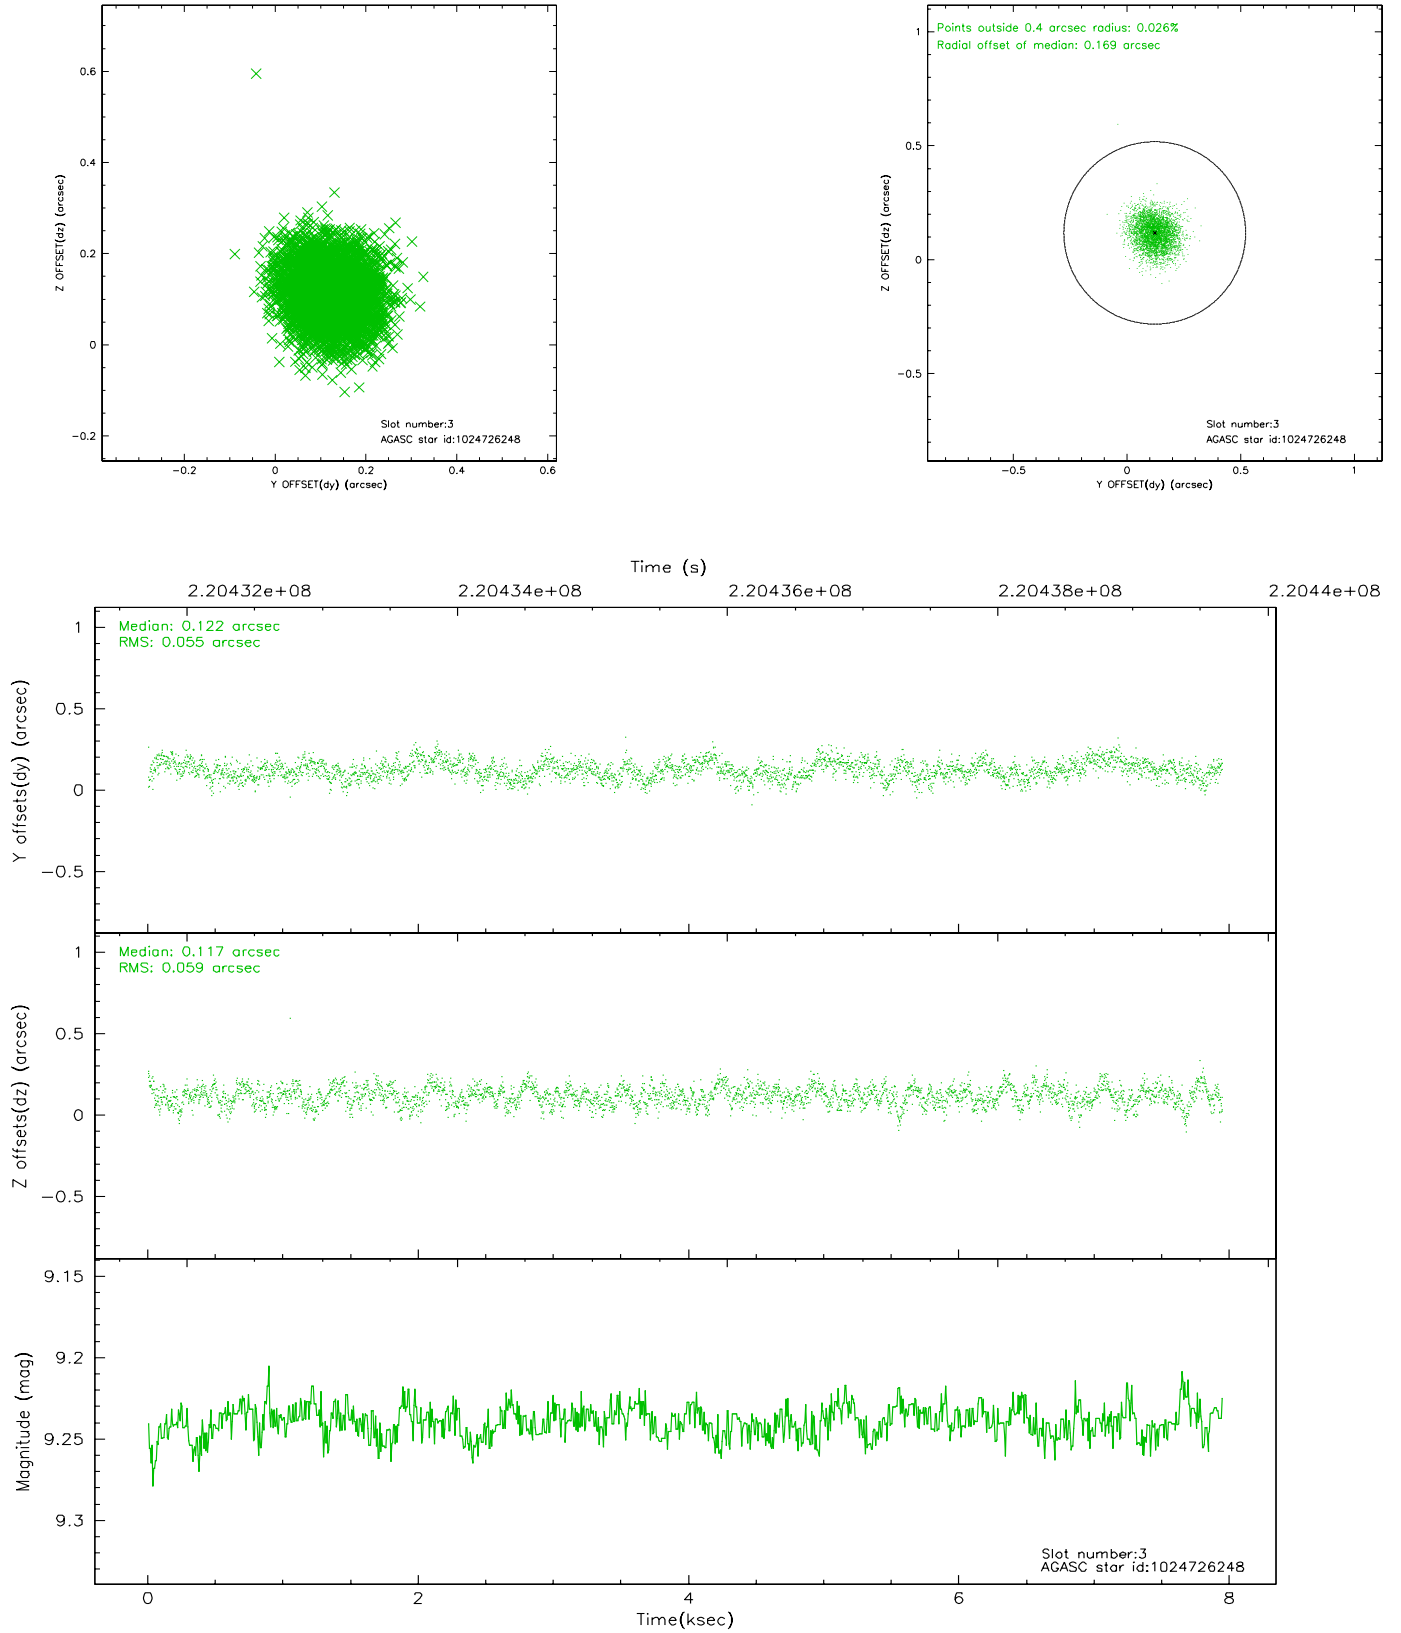 0.6
0.4
0.2
0
−0.2
Z OFFSET(dz) (arcsec)
Slot number:3
AGASC star id:1024726248
−0.2 0 0.2 0.4 0.6
Y OFFSET(dy) (arcsec)
Points outside 0.4 arcsec radius: 0.026%
Radial offset of median: 0.169 arcsec
1
0.5
0
−0.5
Z OFFSET(dz) (arcsec)
Slot number:3
AGASC star id:1024726248
−0.5 0 0.5 1
Y OFFSET(dy) (arcsec)
Time (s)
2.20432e+08 2.20434e+08 2.20436e+08 2.20438e+08 2.2044e+08
Median: 0.122 arcsec
RMS: 0.055 arcsec
1
0.5
0
−0.5
Y offsets(dy) (arcsec)
Median: 0.117 arcsec
RMS: 0.059 arcsec
1
0.5
0
−0.5
Z offsets(dz) (arcsec)
9.15
9.2
9.25
9.3
Magnitude (mag)
Slot number:3
AGASC star id:1024726248
0 2 4 6 8
Time(ksec)